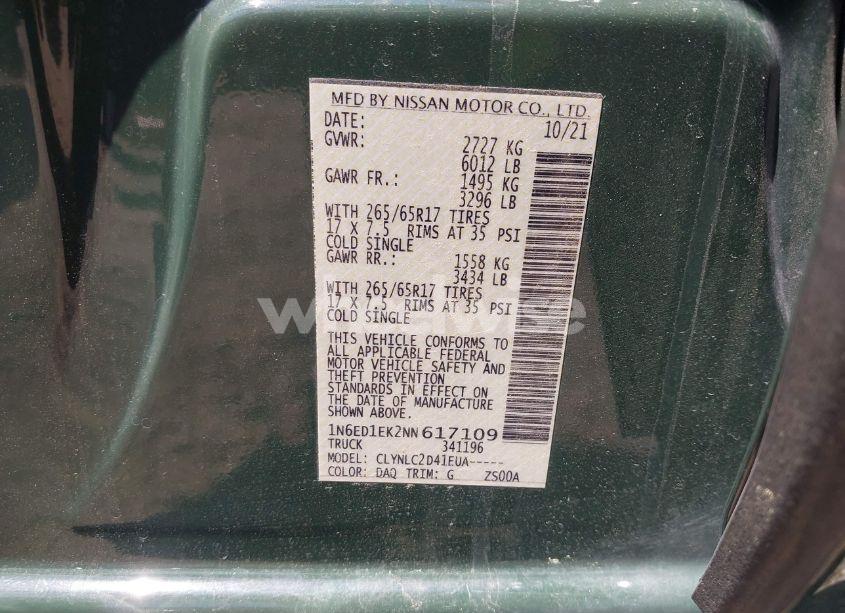 MFD BY NISSAN MOTOR CO., LTD.
DATE: 10/21
GVWR: 2727 KG
6012 LB
GAWR FR.: 1495 KG
3296 LB
WITH 265/65R17 TIRES
17 X 7.5 RIMS AT 35 PSI
COLD SINGLE
GAWR RR.: 1558 KG
3434 LB
WITH 265/65R17 TIRES
17 X 7.5 RIMS AT 35 PSI
COLD SINGLE
THIS VEHICLE CONFORMS TO
ALL APPLICABLE FEDERAL
MOTOR VEHICLE SAFETY AND
THEFT PREVENTION
STANDARDS IN EFFECT ON
THE DATE OF MANUFACTURE
SHOWN ABOVE.
1N6ED1EK2NN617109
TRUCK 341196
MODEL: CLYNLC2D41EUA-----
COLOR: DAQ TRIM: G ZS00A